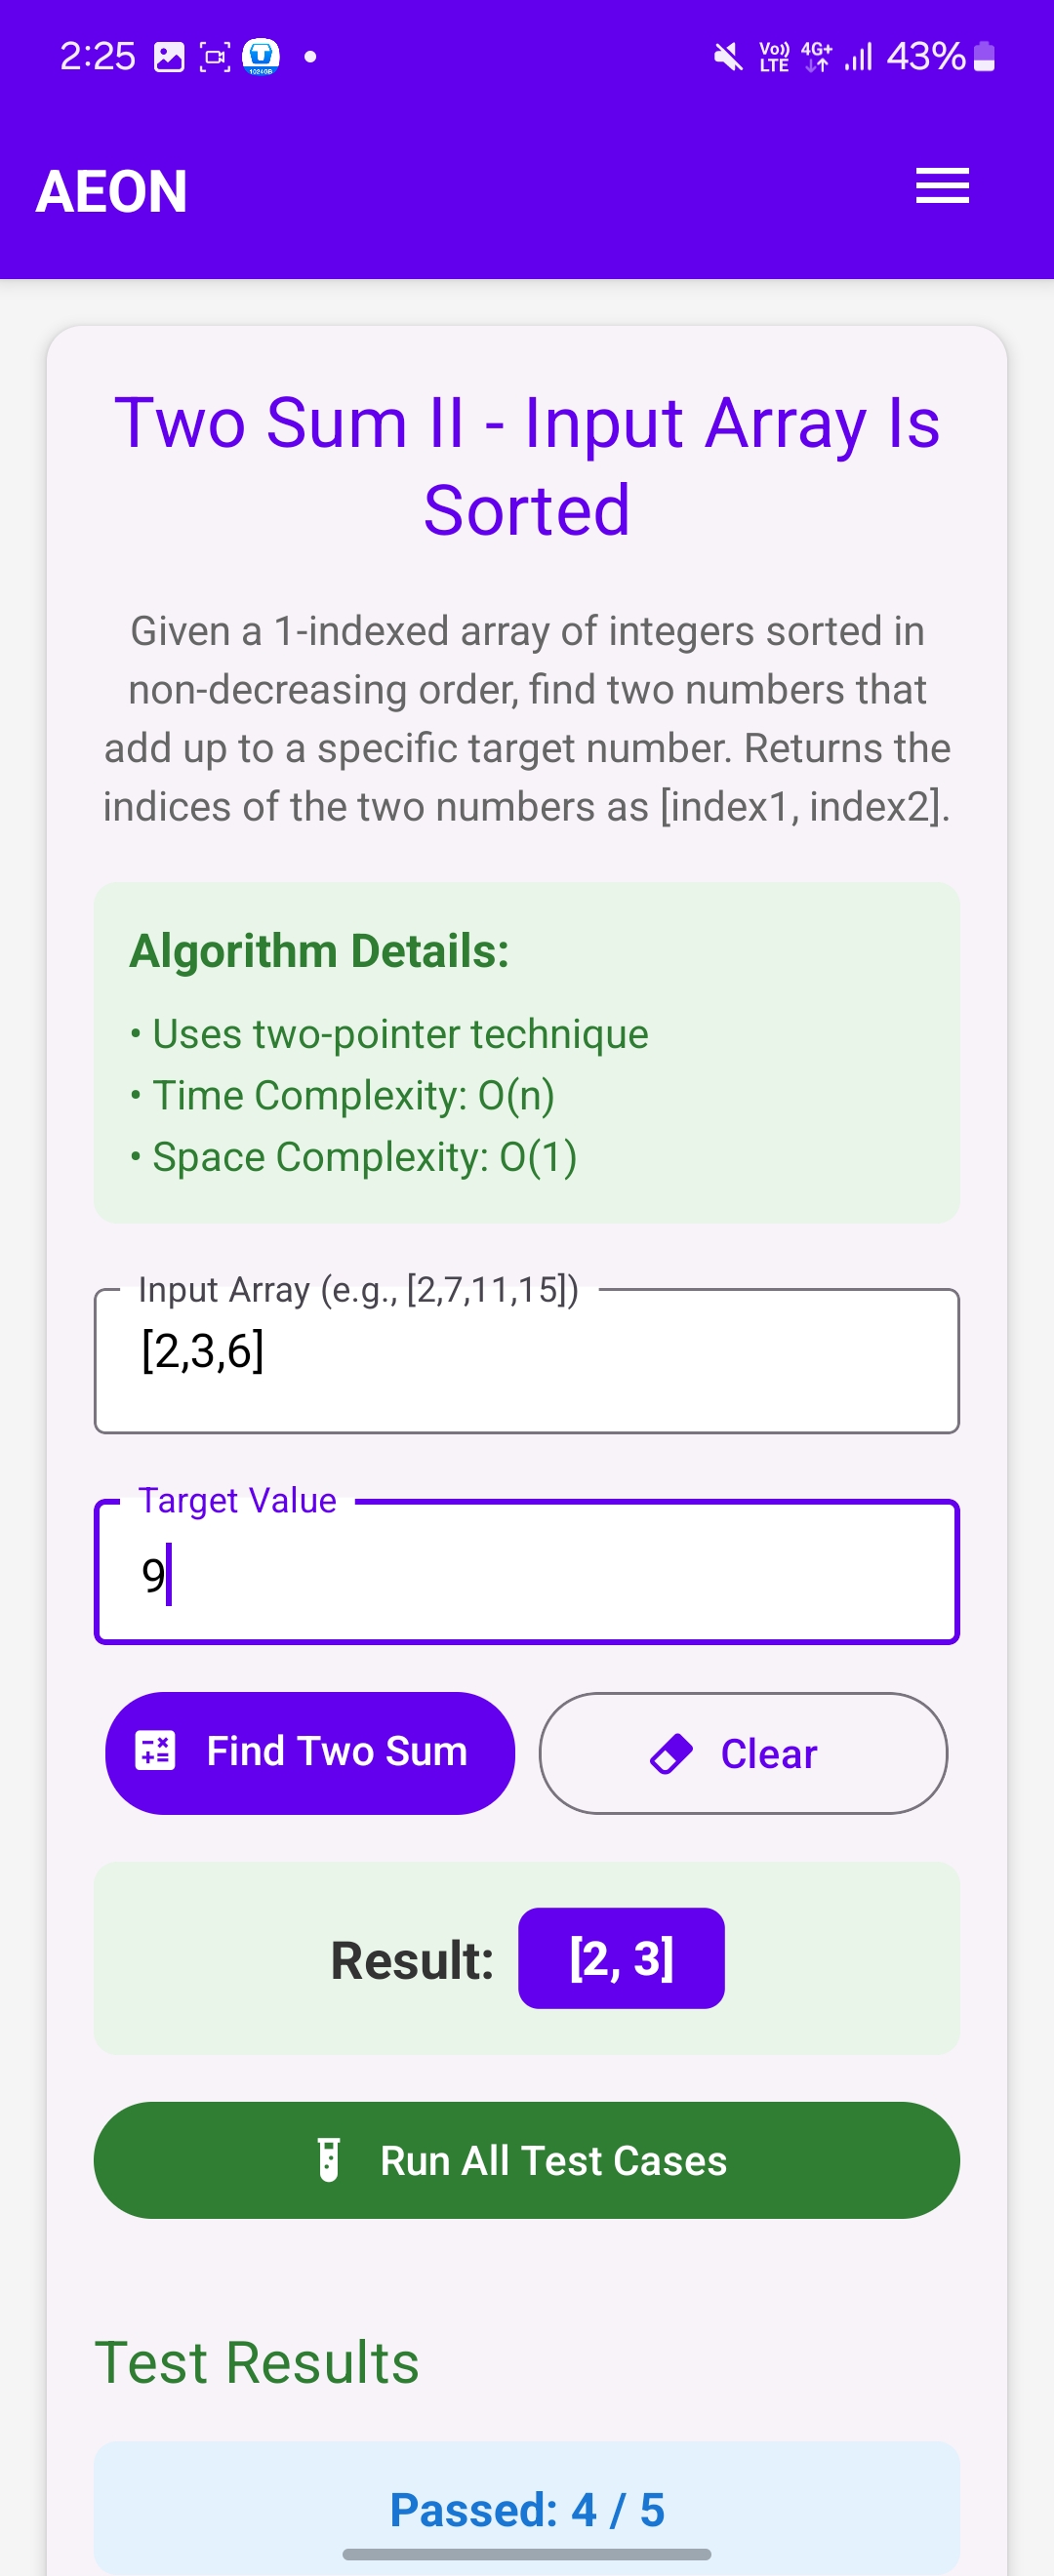 2:25
Vo)) LTE 4G+ 43%
AEON
Two Sum II - Input Array Is
Sorted
Given a 1-indexed array of integers sorted in
non-decreasing order, find two numbers that
add up to a specific target number. Returns the
indices of the two numbers as [index1, index2].
Algorithm Details:
• Uses two-pointer technique
• Time Complexity: O(n)
• Space Complexity: O(1)
Input Array (e.g., [2,7,11,15])
[2,3,6]
Target Value
9
Find Two Sum
Clear
Result: [2, 3]
Run All Test Cases
Test Results
Passed: 4 / 5